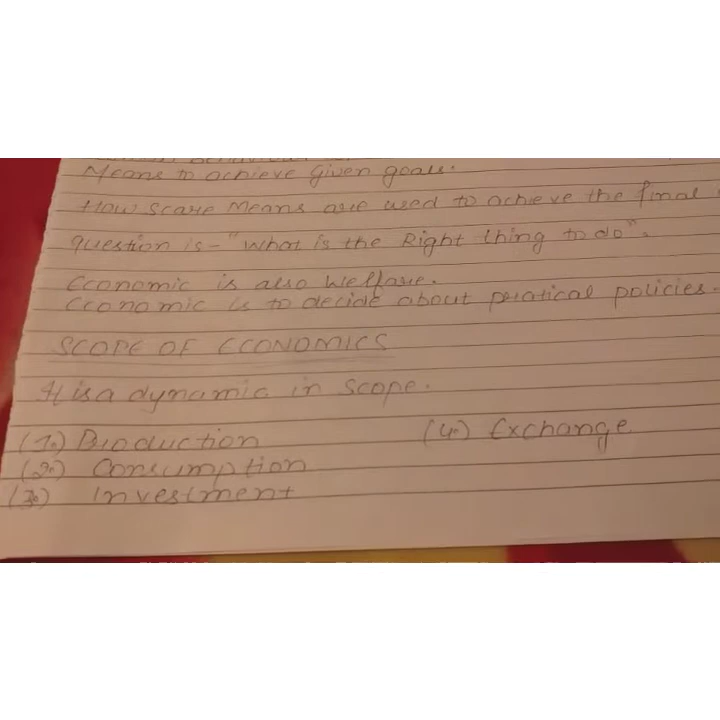 Means to achieve given goals.
How scare Means are used to achieve the final
question is - "what is the Right thing to do".
Economic is also Welfare.
Economic is to decide about pratical policies.
SCOPE OF ECONOMICS
It is a dynamic in scope.
(1.) Production
(4.) Exchange
(2.) Consumption
(3.) Investment